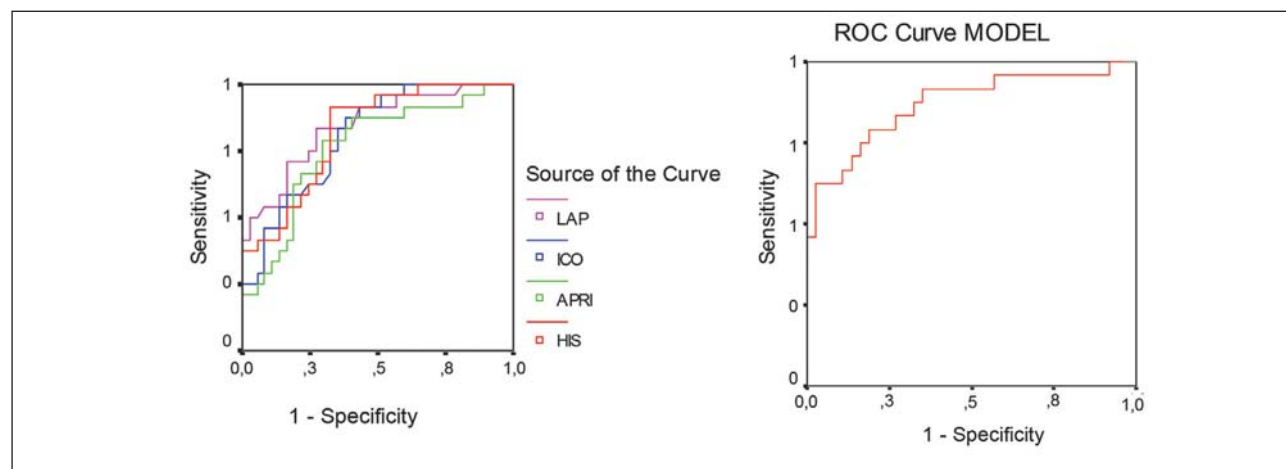 ROC Curve MODEL
1
1
1
0
0
Sensitivity
0,0 ,3 ,5 ,8 1,0
1 - Specificity
Source of the Curve
LAP
ICO
APRI
HIS
1
1
1
0
0
Sensitivity
0,0 ,3 ,5 ,8 1,0
1 - Specificity